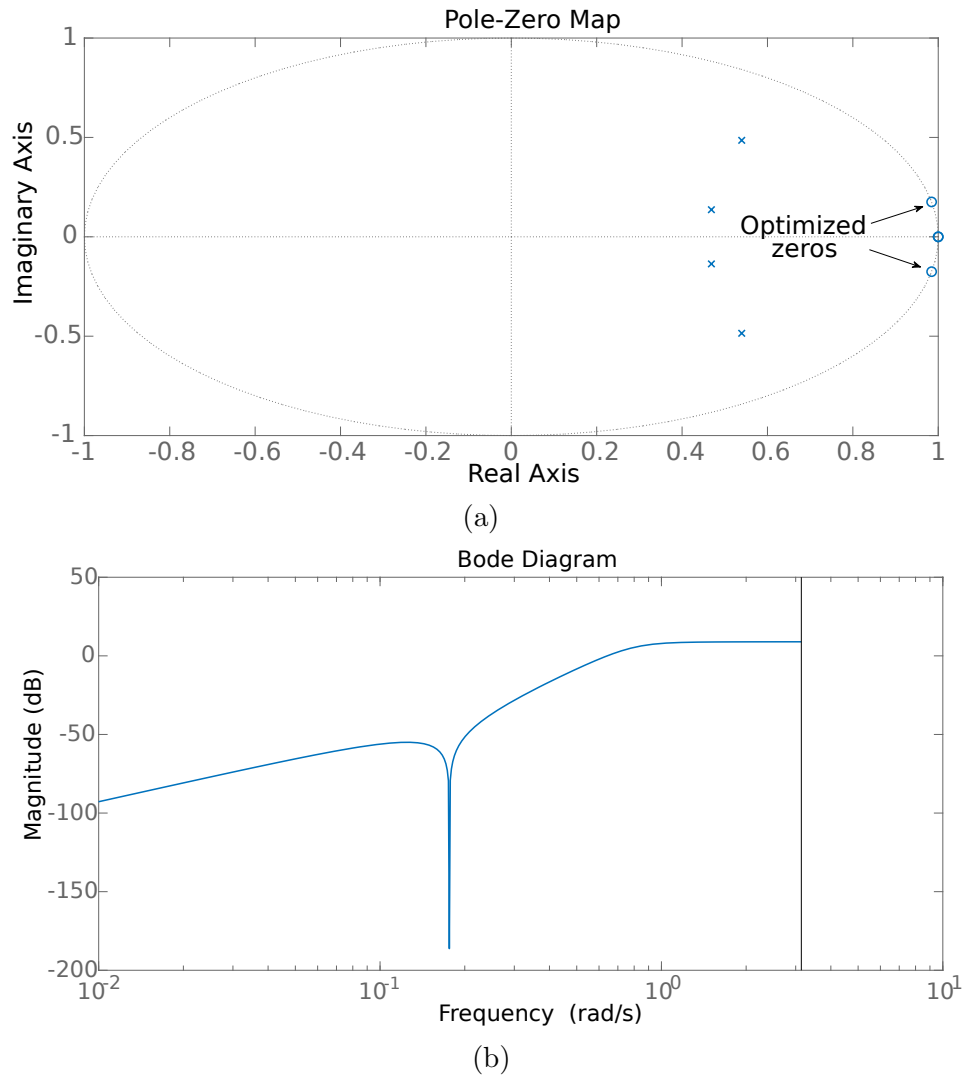 Pole-Zero Map
Imaginary Axis
1
0.5
0
-0.5
-1
Optimized
zeros
-1 -0.8 -0.6 -0.4 -0.2 0 0.2 0.4 0.6 0.8 1
Real Axis
(a)
Bode Diagram
Magnitude (dB)
50
0
-50
-100
-150
-200
10^-2 10^-1 10^0 10^1
Frequency (rad/s)
(b)